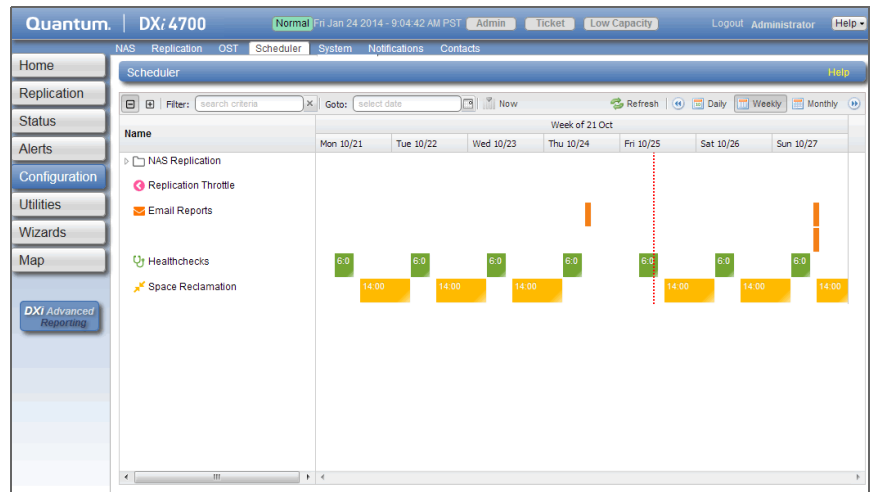 Quantum. DXi 4700 Normal Fri Jan 24 2014 - 9:04:42 AM PST Admin Ticket Low Capacity Logout Administrator Help
NAS Replication OST Scheduler System Notifications Contacts
Home
Replication
Status
Alerts
Configuration
Utilities
Wizards
Map
DXi Advanced
Reporting
Scheduler Help
Filter: search criteria Goto: select date Now Refresh Daily Weekly Monthly
Name
Week of 21 Oct
Mon 10/21 Tue 10/22 Wed 10/23 Thu 10/24 Fri 10/25 Sat 10/26 Sun 10/27
NAS Replication
Replication Throttle
Email Reports
Healthchecks 6:0 6:0 6:0 6:0 6:0 6:0 6:0
Space Reclamation 14:00 14:00 14:00 14:00 14:00 14:00